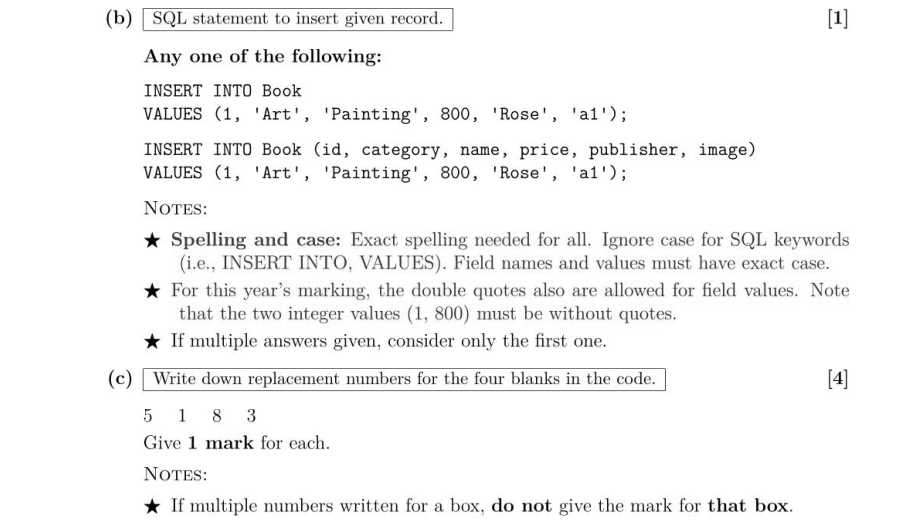 (b) SQL statement to insert given record. [1]
Any one of the following:
INSERT INTO Book
VALUES (1, 'Art', 'Painting', 800, 'Rose', 'a1');
INSERT INTO Book (id, category, name, price, publisher, image)
VALUES (1, 'Art', 'Painting', 800, 'Rose', 'a1');
NOTES:
★ Spelling and case: Exact spelling needed for all. Ignore case for SQL keywords
(i.e., INSERT INTO, VALUES). Field names and values must have exact case.
★ For this year's marking, the double quotes also are allowed for field values. Note
that the two integer values (1, 800) must be without quotes.
★ If multiple answers given, consider only the first one.
(c) Write down replacement numbers for the four blanks in the code. [4]
5 1 8 3
Give 1 mark for each.
NOTES:
★ If multiple numbers written for a box, do not give the mark for that box.